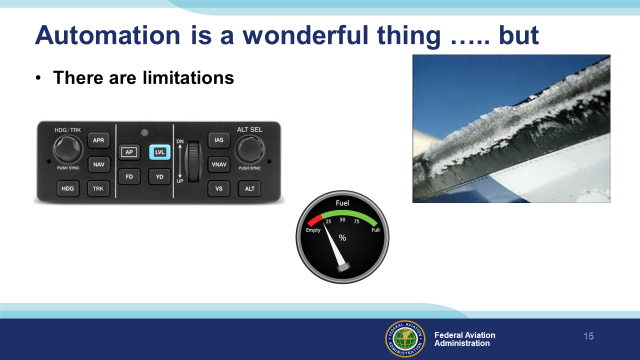 Automation is a wonderful thing ….. but
• There are limitations
HDG / TRK
ALT SEL
APR
AP
LVL
DN
IAS
PUSH SYNC
NAV
VNAV
PUSH SYNC
FD
YD
HDG
TRK
UP
VS
ALT
Fuel
25 50 75
Empty
Full
%
Federal Aviation
Administration
15